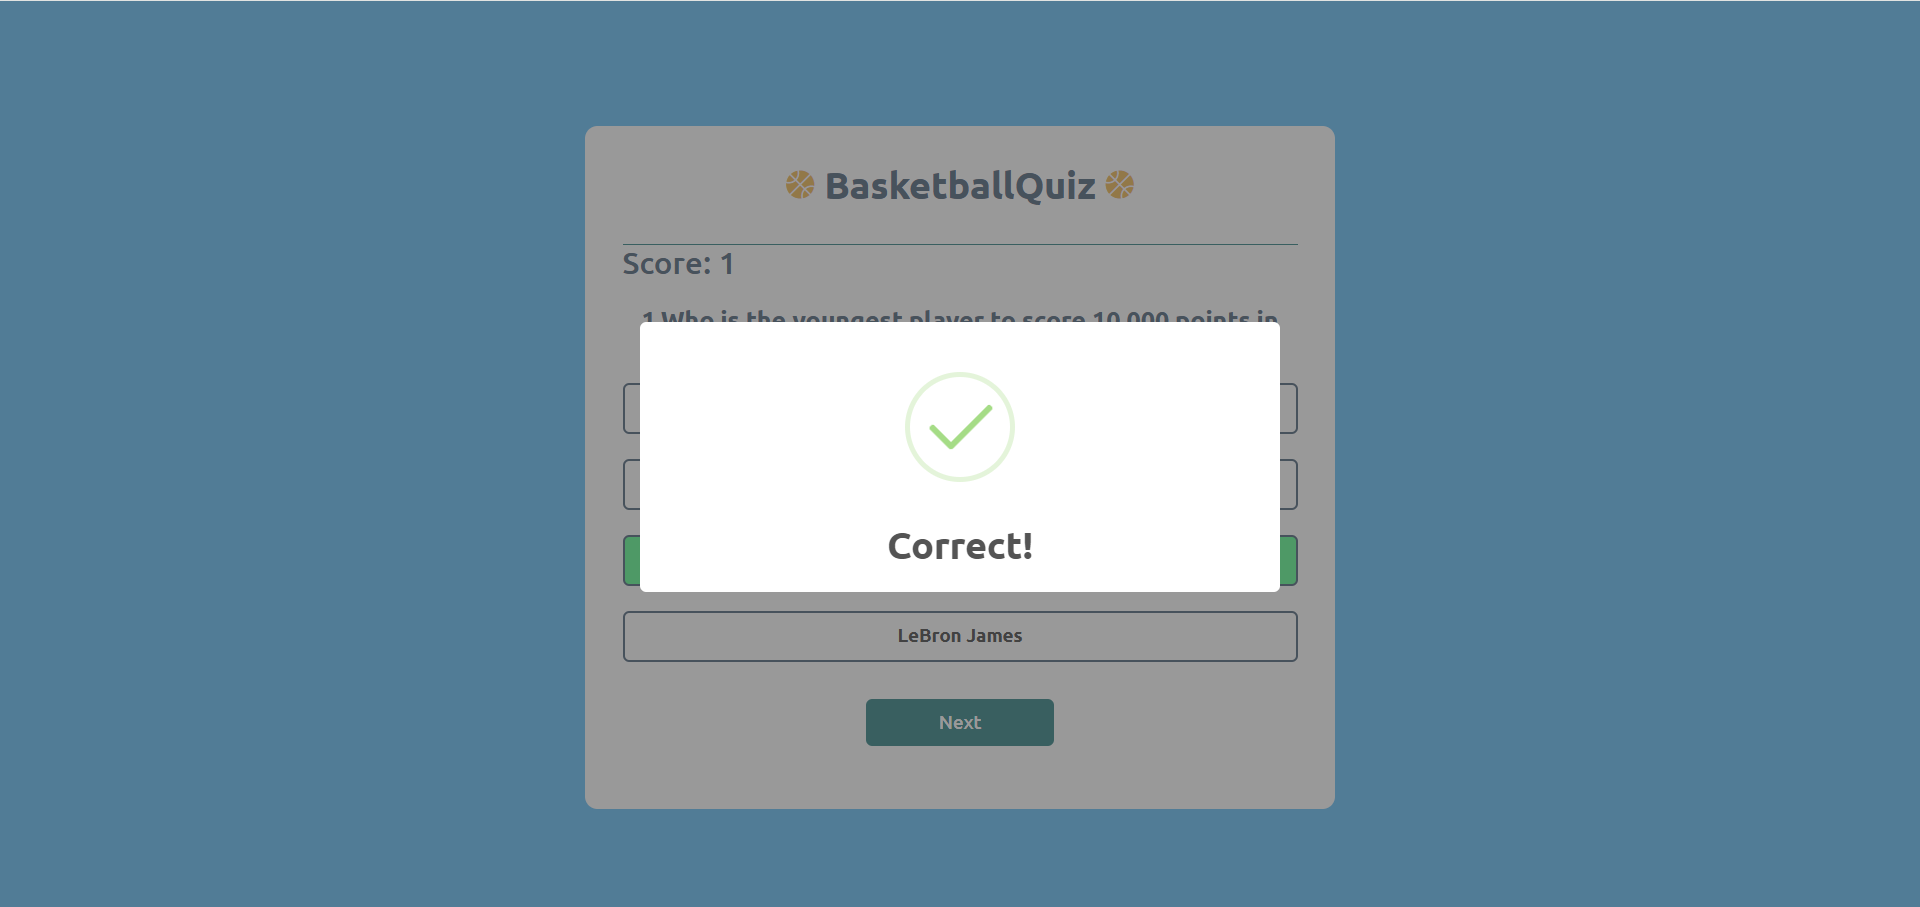 BasketballQuiz
Score: 1
1.Who is the youngest player to score 10,000 points in
Correct!
LeBron James
Next